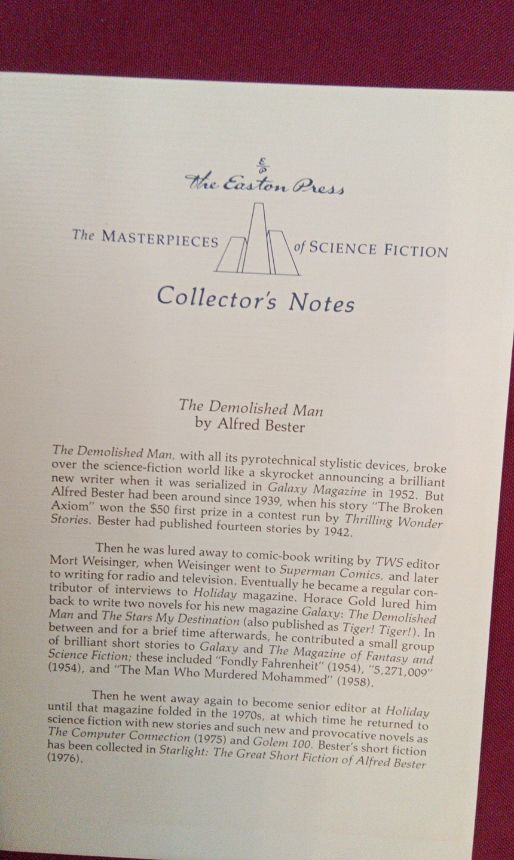 E
P
The Easton Press
The MASTERPIECES of SCIENCE FICTION
Collector's Notes
The Demolished Man
by Alfred Bester
The Demolished Man, with all its pyrotechnical stylistic devices, broke
over the science-fiction world like a skyrocket announcing a brilliant
new writer when it was serialized in Galaxy Magazine in 1952. But
Alfred Bester had been around since 1939, when his story "The Broken
Axiom" won the $50 first prize in a contest run by Thrilling Wonder
Stories. Bester had published fourteen stories by 1942.
Then he was lured away to comic-book writing by TWS editor
Mort Weisinger, when Weisinger went to Superman Comics, and later
to writing for radio and television. Eventually he became a regular con-
tributor of interviews to Holiday magazine. Horace Gold lured him
back to write two novels for his new magazine Galaxy: The Demolished
Man and The Stars My Destination (also published as Tiger! Tiger!). In
between and for a brief time afterwards, he contributed a small group
of brilliant short stories to Galaxy and The Magazine of Fantasy and
Science Fiction; these included "Fondly Fahrenheit" (1954), "5,271,009"
(1954), and "The Man Who Murdered Mohammed" (1958).
Then he went away again to become senior editor at Holiday
until that magazine folded in the 1970s, at which time he returned to
science fiction with new stories and such new and provocative novels as
The Computer Connection (1975) and Golem 100. Bester's short fiction
has been collected in Starlight: The Great Short Fiction of Alfred Bester
(1976).